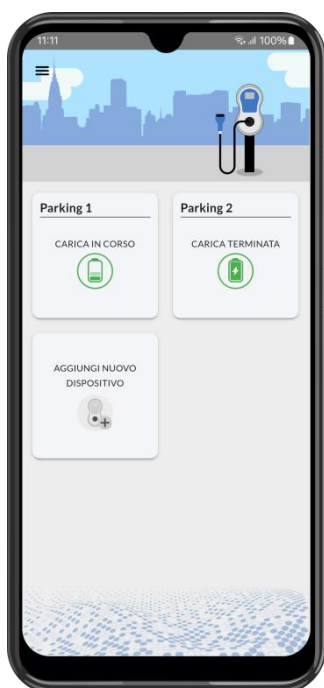 11:11 100%
Parking 1
CARICA IN CORSO
Parking 2
CARICA TERMINATA
AGGIUNGI NUOVO
DISPOSITIVO